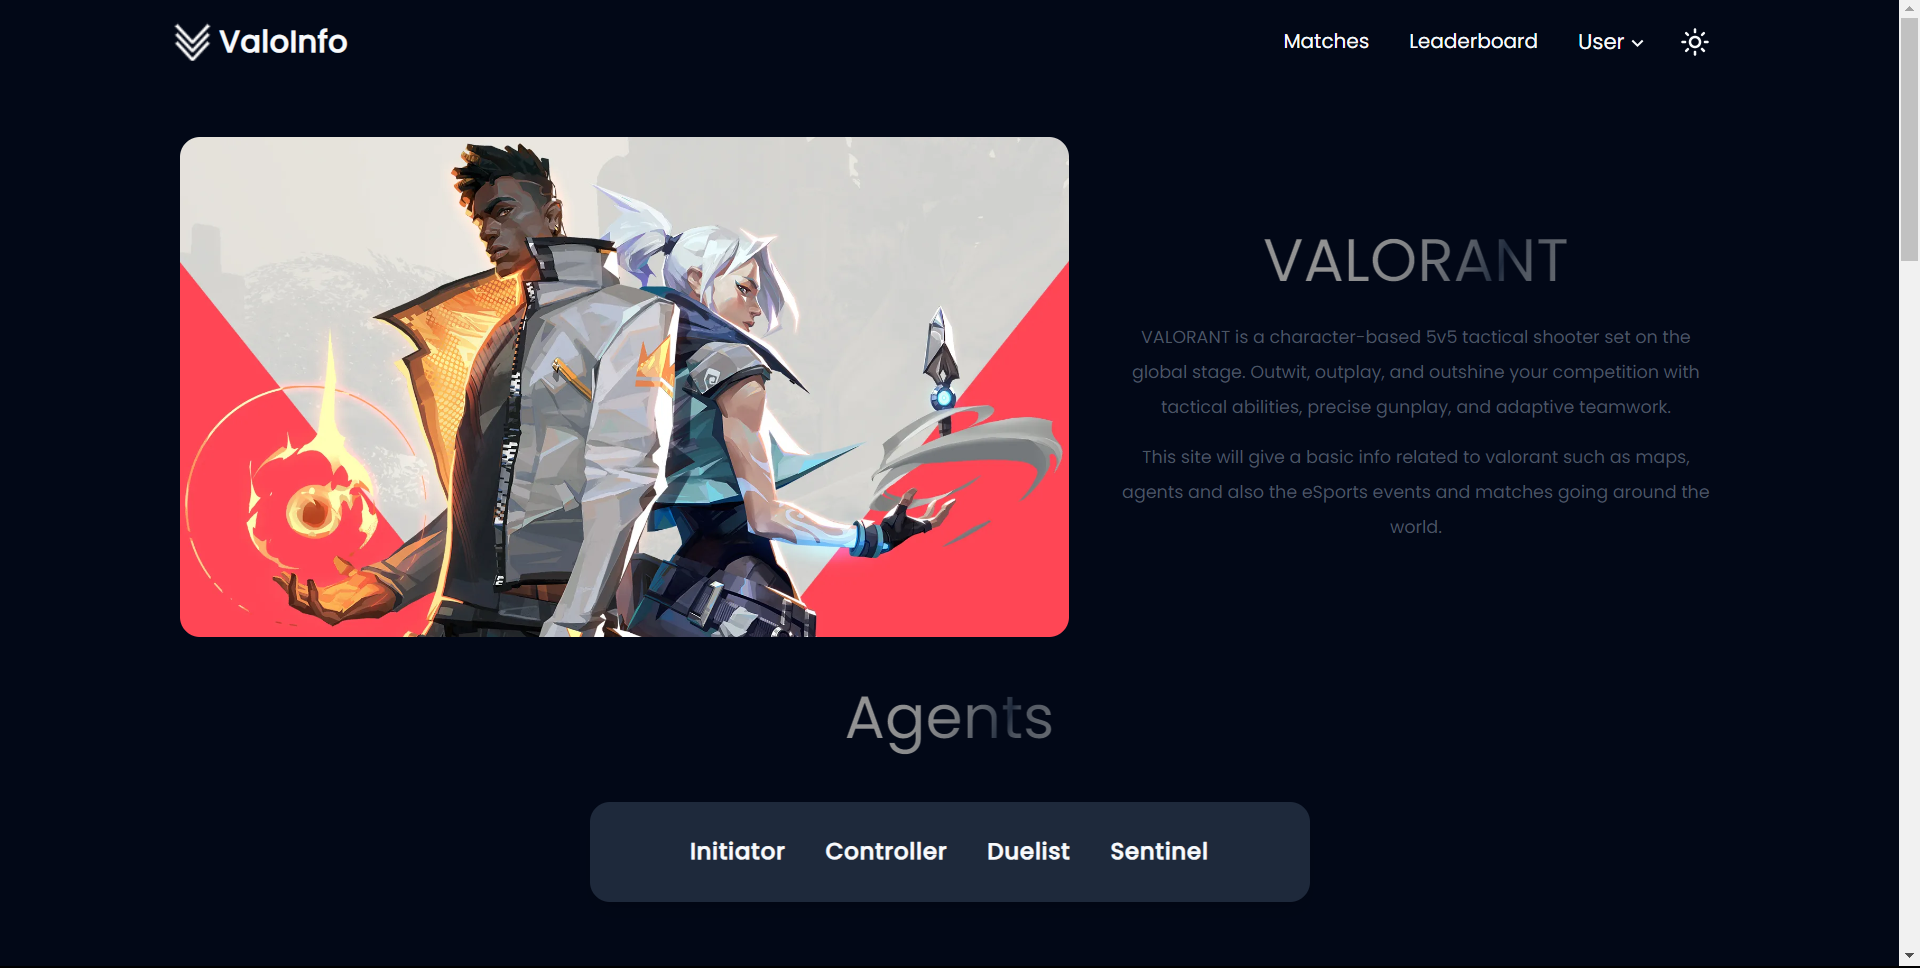 ValoInfo
Matches Leaderboard User
VALORANT
VALORANT is a character-based 5v5 tactical shooter set on the
global stage. Outwit, outplay, and outshine your competition with
tactical abilities, precise gunplay, and adaptive teamwork.
This site will give a basic info related to valorant such as maps,
agents and also the eSports events and matches going around the
world.
Agents
Initiator Controller Duelist Sentinel